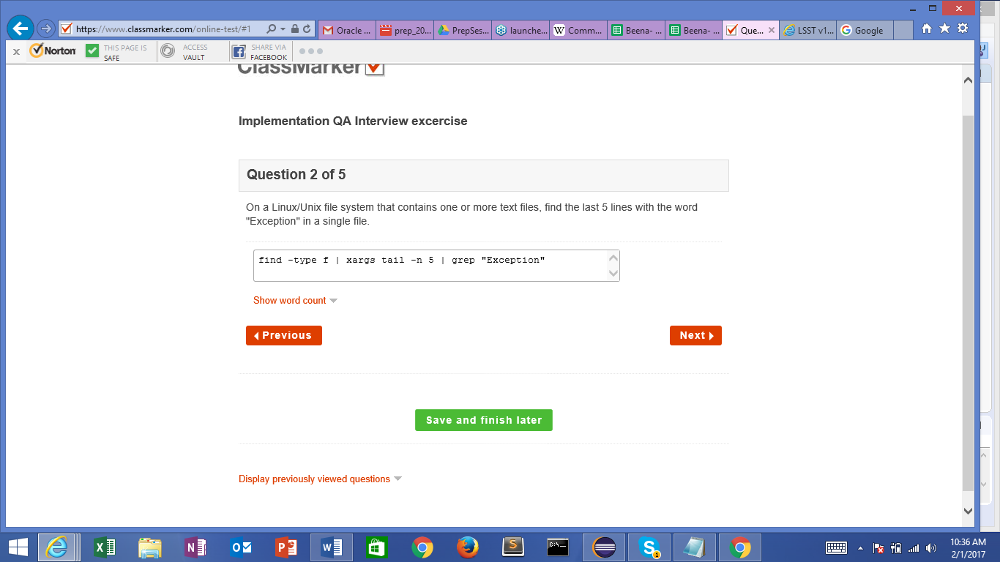 https://www.classmarker.com/online-test/#1
Oracle ...
prep_20...
PrepSes...
launche...
W Comm...
Beena- ...
Beena- ...
Que...
LSST v1...
Google
x Norton
THIS PAGE IS
SAFE
ACCESS
VAULT
SHARE VIA
FACEBOOK
ClassMarker
Implementation QA Interview excercise
Question 2 of 5
On a Linux/Unix file system that contains one or more text files, find the last 5 lines with the word
"Exception" in a single file.
find -type f | xargs tail -n 5 | grep "Exception"
Show word count
Previous
Next
Save and finish later
Display previously viewed questions
10:36 AM
2/1/2017